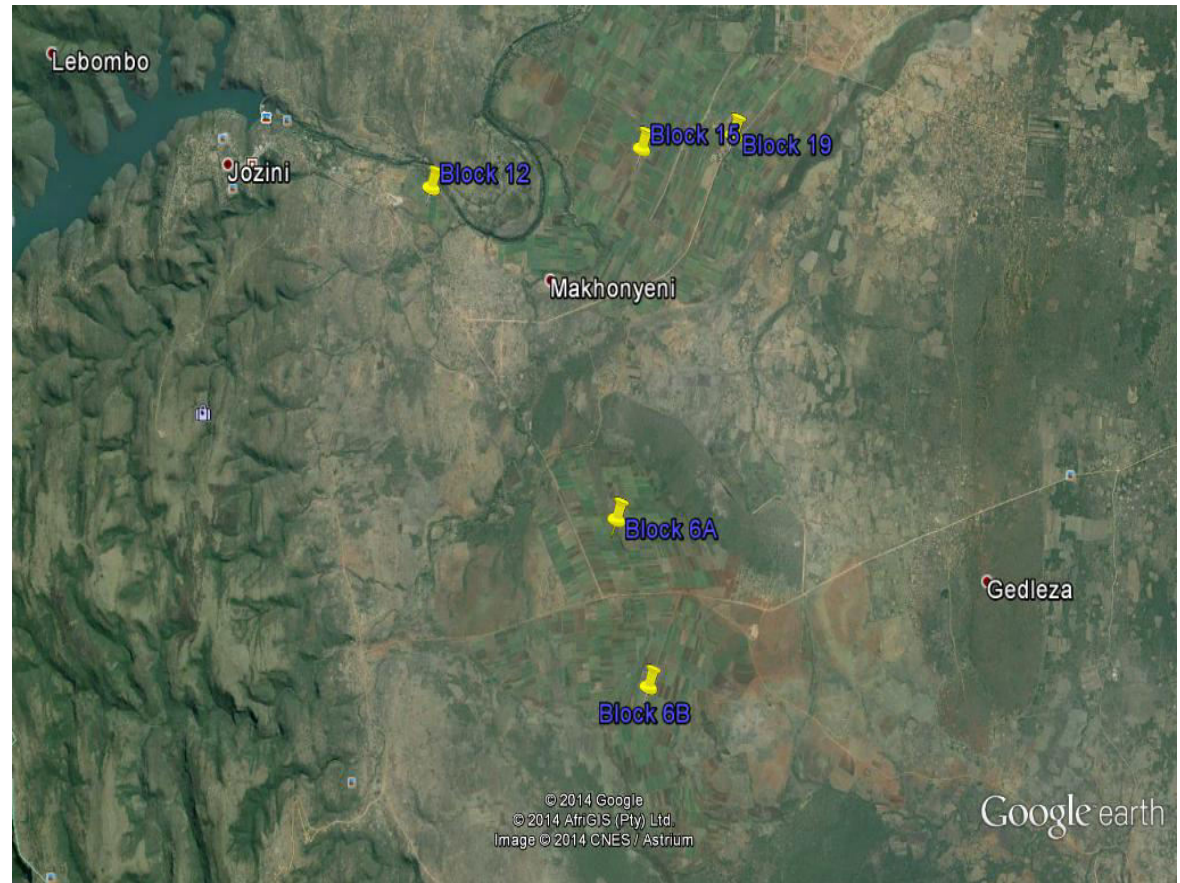 Lebombo
Jozini
Block 12
Block 15
Block 19
Makhonyeni
Block 6A
Gedleza
Block 6B
© 2014 Google
© 2014 AfriGIS (Pty) Ltd.
Image © 2014 CNES / Astrium
Google earth